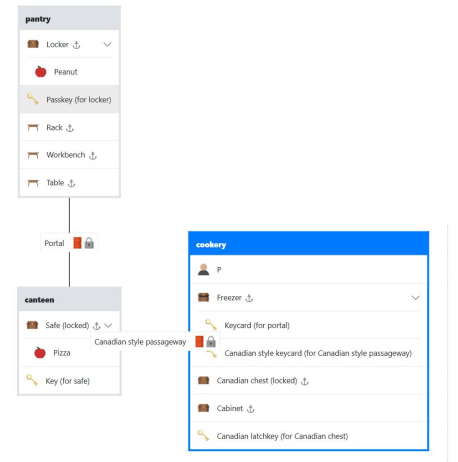 pantry
Locker
Peanut
Passkey (for locker)
Rack
Workbench
Table
Portal
cookery
P
Freezer
Keycard (for portal)
Canadian style keycard (for Canadian style passageway)
Canadian chest (locked)
Cabinet
Canadian latchkey (for Canadian chest)
canteen
Safe (locked)
Canadian style passageway
Pizza
Key (for safe)